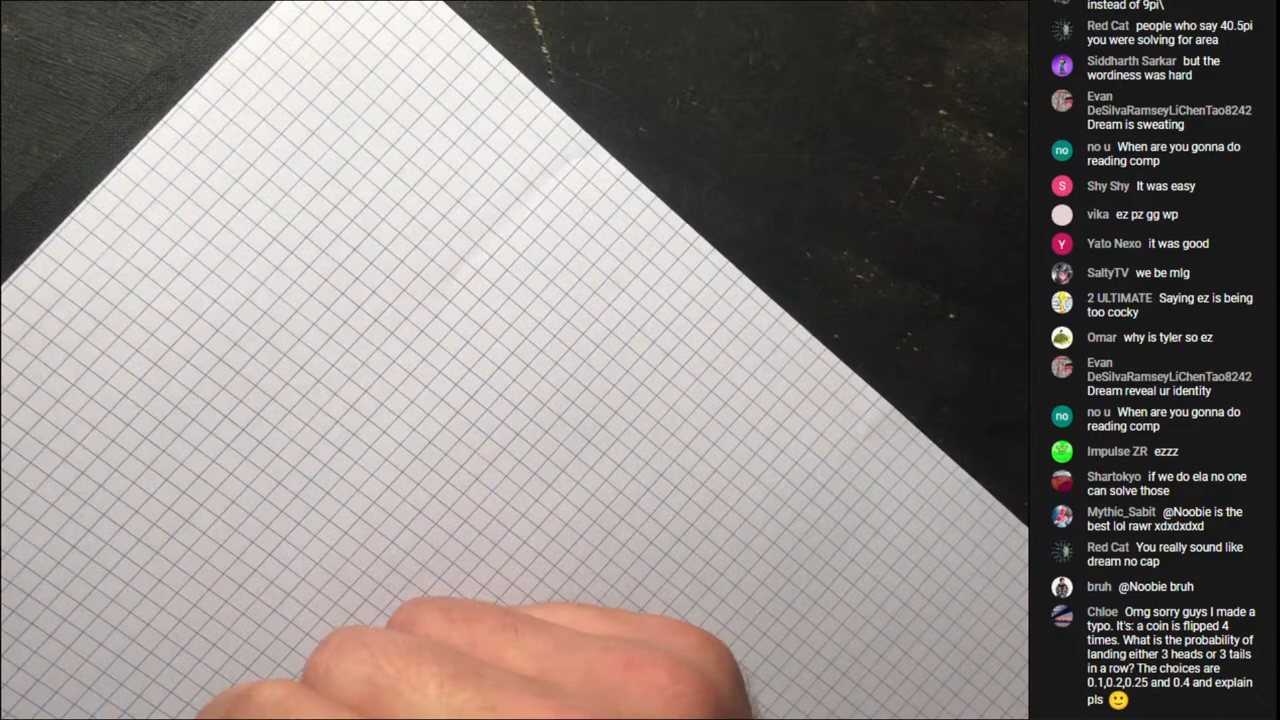 instead of 9pi\
Red Cat people who say 40.5pi
you were solving for area
Siddharth Sarkar but the
wordiness was hard
Evan
DeSilvaRamseyLiChenTao8242
Dream is sweating
no
no u When are you gonna do
reading comp
S
Shy Shy It was easy
vika ez pz gg wp
Y
Yato Nexo it was good
SaltyTV we be mlg
2 ULTIMATE Saying ez is being
too cocky
Omar why is tyler so ez
Evan
DeSilvaRamseyLiChenTao8242
Dream reveal ur identity
no
no u When are you gonna do
reading comp
Impulse ZR ezzz
Shartokyo if we do ela no one
can solve those
Mythic_Sabit @Noobie is the
best lol rawr xdxdxdxd
Red Cat You really sound like
dream no cap
bruh @Noobie bruh
Chloe Omg sorry guys I made a
typo. It's: a coin is flipped 4
times. What is the probability of
landing either 3 heads or 3 tails
in a row? The choices are
0.1,0.2,0.25 and 0.4 and explain
pls 🙂